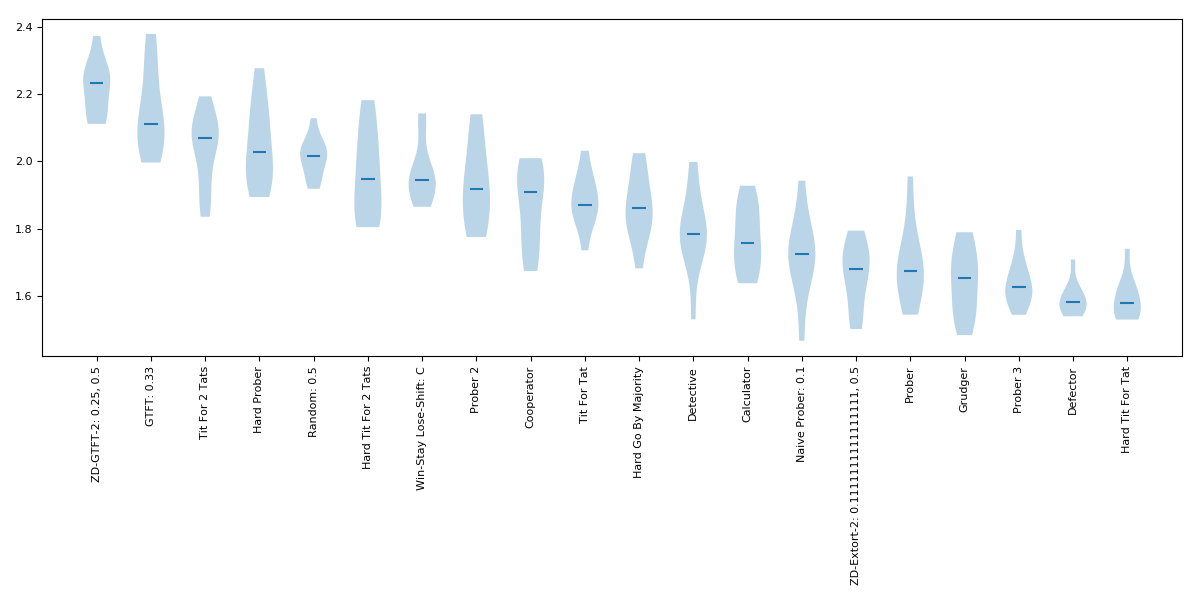 2.4
2.2
2.0
1.8
1.6
ZD-GTFT-2: 0.25, 0.5
GTFT: 0.33
Tit For 2 Tats
Hard Prober
Random: 0.5
Hard Tit For 2 Tats
Win-Stay Lose-Shift: C
Prober 2
Cooperator
Tit For Tat
Hard Go By Majority
Detective
Calculator
Naive Prober: 0.1
ZD-Extort-2: 0.1111111111111111, 0.5
Prober
Grudger
Prober 3
Defector
Hard Tit For Tat